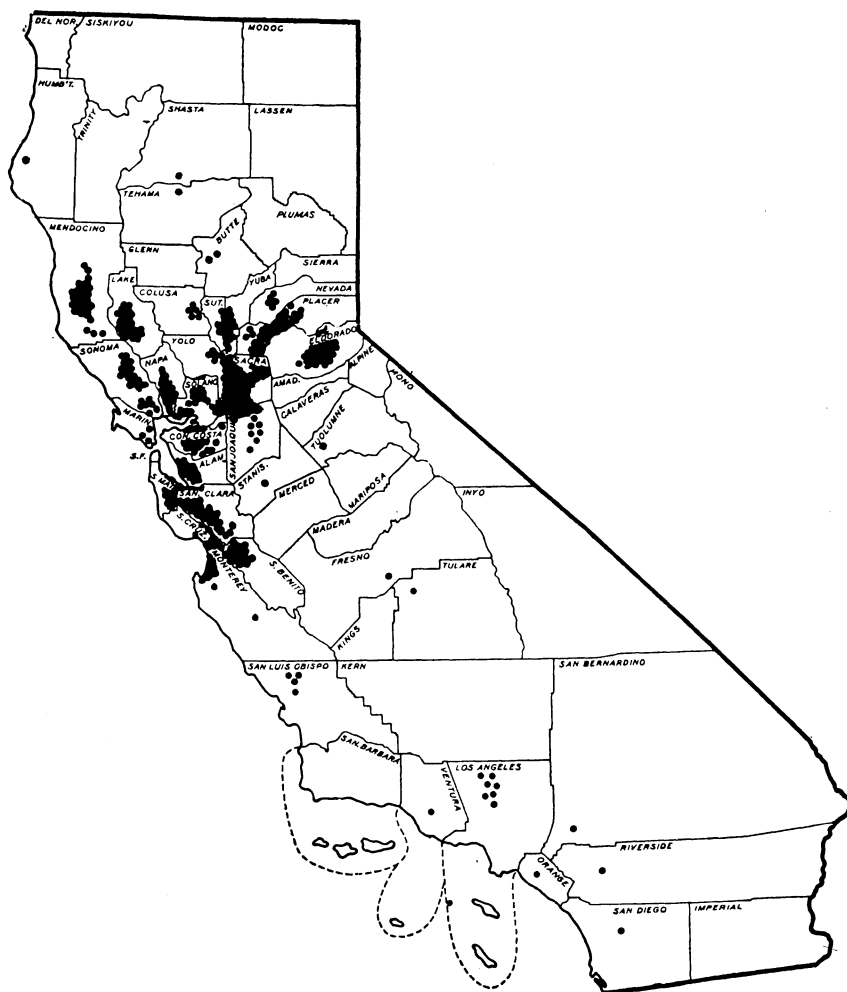 DEL NOR.
SISKIYOU
MODOC
HUMB'T.
TRINITY
SHASTA
LASSEN
TEHAMA
PLUMAS
MENDOCINO
GLENN
BUTTE
SIERRA
LAKE
COLUSA
SUT.
YUBA
NEVADA
PLACER
SONOMA
NAPA
YOLO
SACRA
ELDORADO
ALPINE
SOLANO
AMAD.
MONO
MARIN
CALAVERAS
TUOLUMNE
CON. COSTA
SAN JOAQUIN
S.F.
ALAM.
STANIS.
S. MAT.
SAN. CLARA
MERCED
MARIPOSA
INYO
S. CRUZ
MADERA
MONTEREY
S. BENITO
FRESNO
TULARE
KINGS
SAN LUIS OBISPO
KERN
SAN BERNARDINO
SAN. BARBARA
VENTURA
LOS ANGELES
RIVERSIDE
ORANGE
SAN DIEGO
IMPERIAL